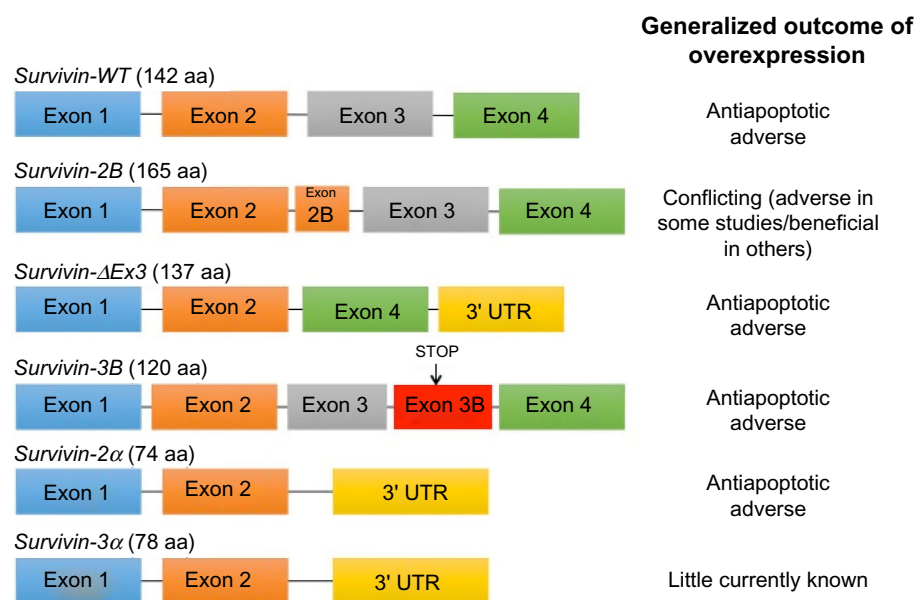 Generalized outcome of
overexpression
Survivin-WT (142 aa)
Exon 1 Exon 2 Exon 3 Exon 4
Antiapoptotic
adverse
Survivin-2B (165 aa)
Exon 1 Exon 2 Exon 2B Exon 3 Exon 4
Conflicting (adverse in
some studies/beneficial
in others)
Survivin-ΔEx3 (137 aa)
Exon 1 Exon 2 Exon 4 3' UTR
Antiapoptotic
adverse
Survivin-3B (120 aa)
STOP
Exon 1 Exon 2 Exon 3 Exon 3B Exon 4
Antiapoptotic
adverse
Survivin-2α (74 aa)
Exon 1 Exon 2 3' UTR
Antiapoptotic
adverse
Survivin-3α (78 aa)
Exon 1 Exon 2 3' UTR
Little currently known